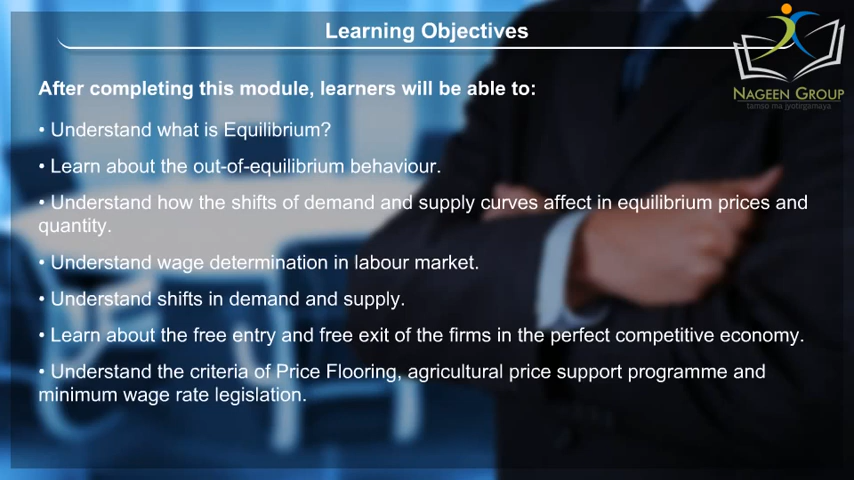 Learning Objectives
NAGEEN GROUP
tamso ma jyotirgamaya
After completing this module, learners will be able to:
• Understand what is Equilibrium?
• Learn about the out-of-equilibrium behaviour.
• Understand how the shifts of demand and supply curves affect in equilibrium prices and
quantity.
• Understand wage determination in labour market.
• Understand shifts in demand and supply.
• Learn about the free entry and free exit of the firms in the perfect competitive economy.
• Understand the criteria of Price Flooring, agricultural price support programme and
minimum wage rate legislation.